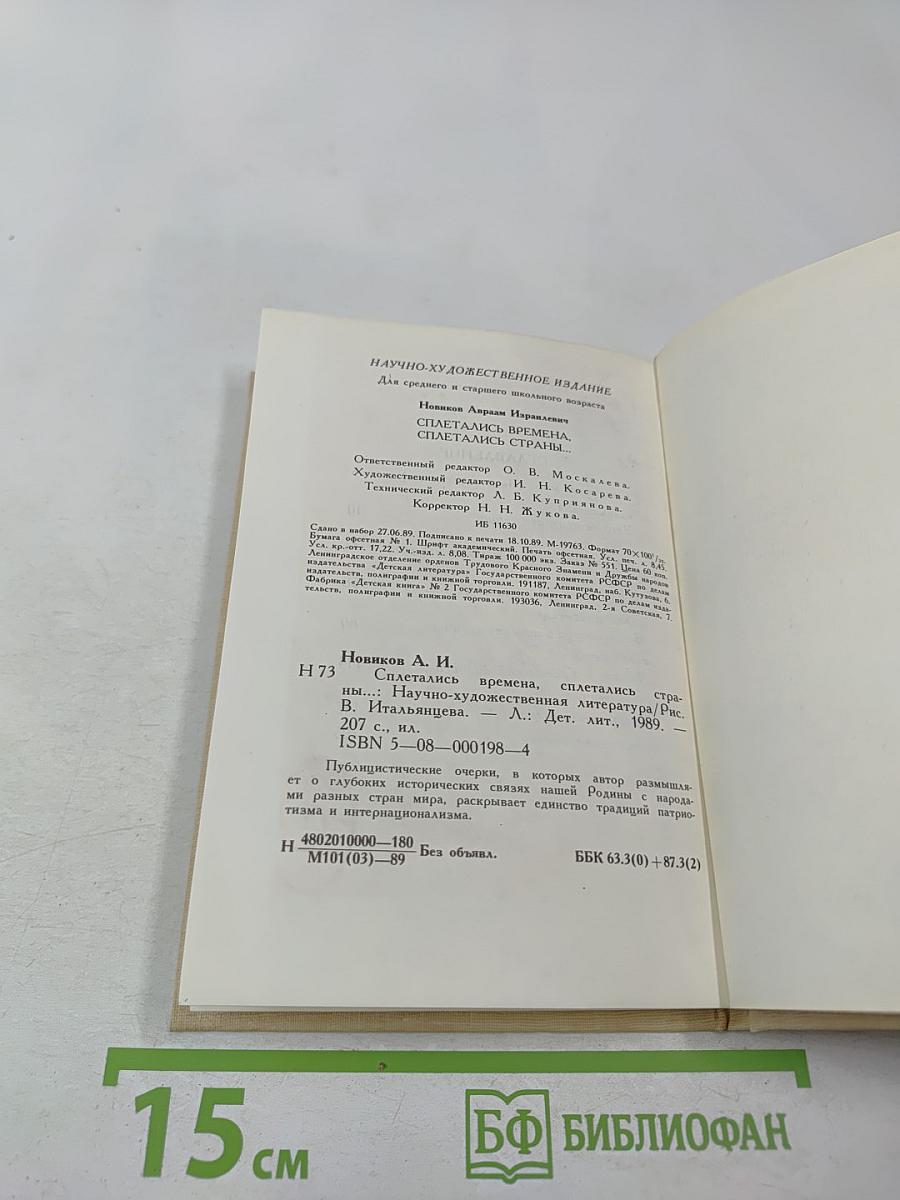 НАУЧНО-ХУДОЖЕСТВЕННОЕ ИЗДАНИЕ
Для среднего и старшего школьного возраста
Новиков Авраам Израилевич
СПЛЕТАЛИСЬ ВРЕМЕНА,
СПЛЕТАЛИСЬ СТРАНЫ...
Ответственный редактор О. В. Москалева.
Художественный редактор И. Н. Косарева.
Технический редактор Л. Б. Куприянова.
Корректор Н. Н. Жукова.
ИБ 11630
Сдано в набор 27.06.89. Подписано к печати 18.10.89. М-19763. Формат 70×100¹/₃₂.
Бумага офсетная № 1. Шрифт академический. Печать офсетная. Усл. печ. л. 8,45.
Усл. кр.-отт. 17,22. Уч.-изд. л. 8,08. Тираж 100 000 экз. Заказ № 551. Цена 60 коп.
Ленинградское отделение орденов Трудового Красного Знамени и Дружбы народов
издательства «Детская литература» Государственного комитета РСФСР по делам
издательств, полиграфии и книжной торговли. 191187, Ленинград, наб. Кутузова, 6.
Фабрика «Детская книга» № 2 Государственного комитета РСФСР по делам изда-
тельств, полиграфии и книжной торговли. 193036, Ленинград, 2-я Советская, 7.
Новиков А. И.
Н 73 Сплетались времена, сплетались стра-
ны...: Научно-художественная литература/Рис.
В. Итальянцева. — Л.: Дет. лит., 1989. —
207 с., ил.
ISBN 5—08—000198—4
Публицистические очерки, в которых автор размышля-
ет о глубоких исторических связях нашей Родины с народа-
ми разных стран мира, раскрывает единство традиций патрио-
тизма и интернационализма.
Н 4802010000—180
М101(03)—89 Без объявл.
ББК 63.3(0)+87.3(2)
15 см
БФ БИБЛИОФАН